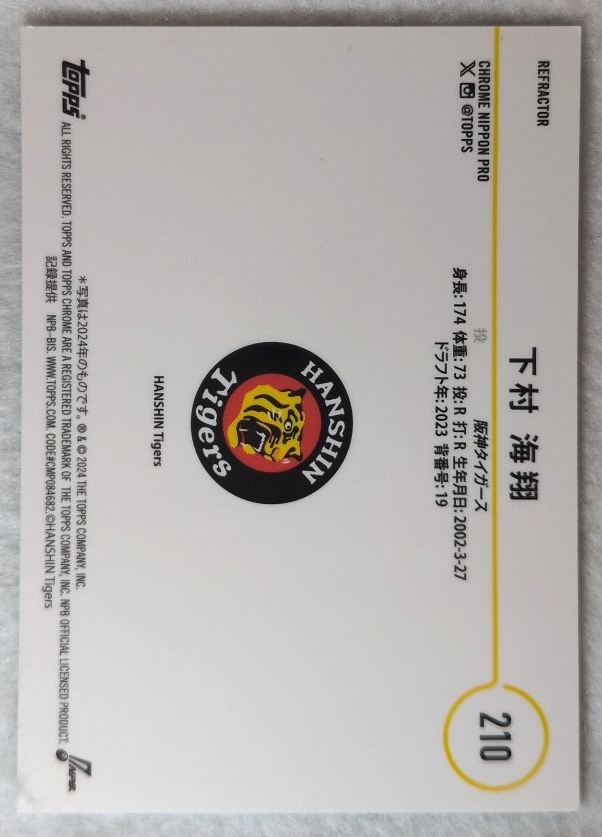 REFRACTOR
210
下村 海翔
CHROME NIPPON PRO
X @TOPPS
投 阪神タイガース
身長: 174 体重: 73 投: R 打: R 生年月日: 2002-3-27
ドラフト年: 2023 背番号: 19
HANSHIN
Tigers
HANSHIN Tigers
topps
*写真は2024年のものです。 ® & © 2024 THE TOPPS COMPANY, INC.
ALL RIGHTS RESERVED. TOPPS AND TOPPS CHROME ARE A REGISTERED TRADEMARK OF THE TOPPS COMPANY, INC. NPB OFFICIAL LICENSED PRODUCT.
記録提供 NPB-BIS. WWW.TOPPS.COM. CODE#CMP084682.©HANSHIN Tigers
NPB